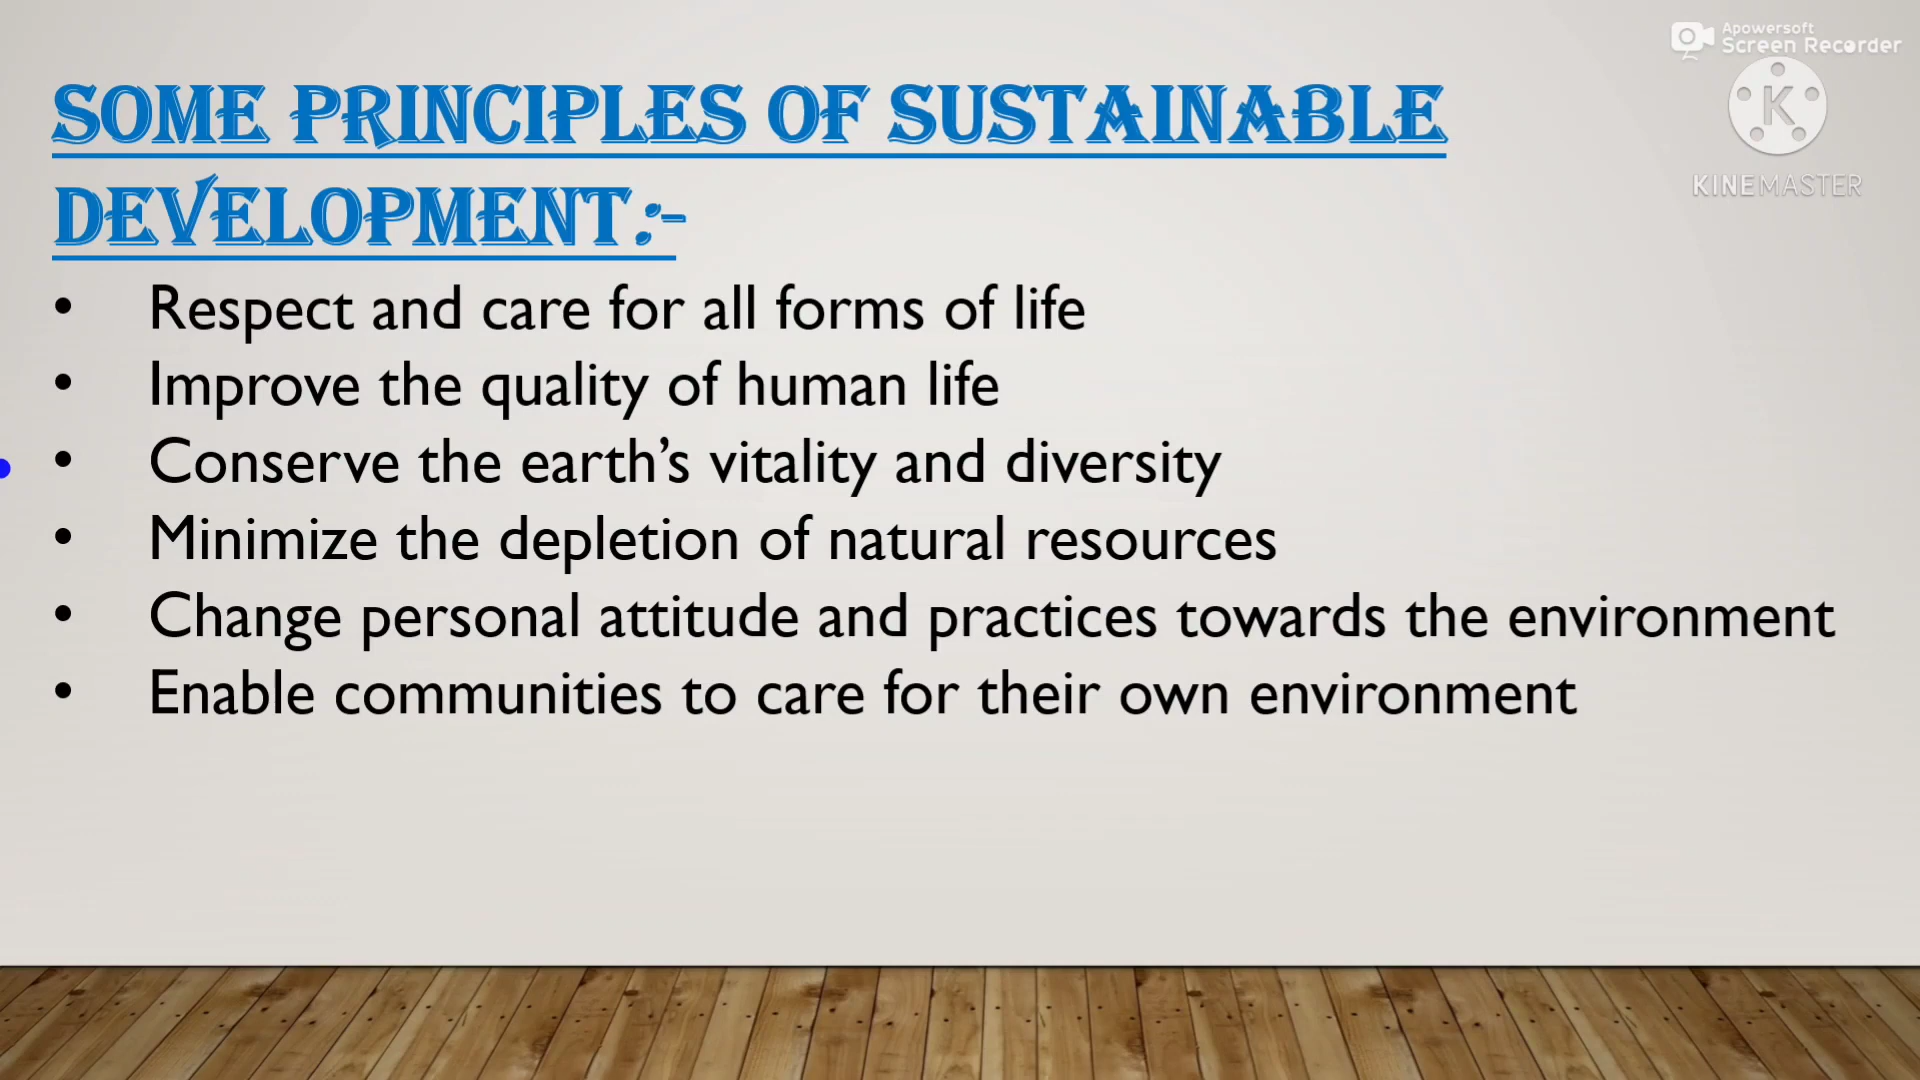 Apowersoft
Screen Recorder
K
KINEMASTER
SOME PRINCIPLES OF SUSTAINABLE
DEVELOPMENT:-
• Respect and care for all forms of life
• Improve the quality of human life
• Conserve the earth’s vitality and diversity
• Minimize the depletion of natural resources
• Change personal attitude and practices towards the environment
• Enable communities to care for their own environment